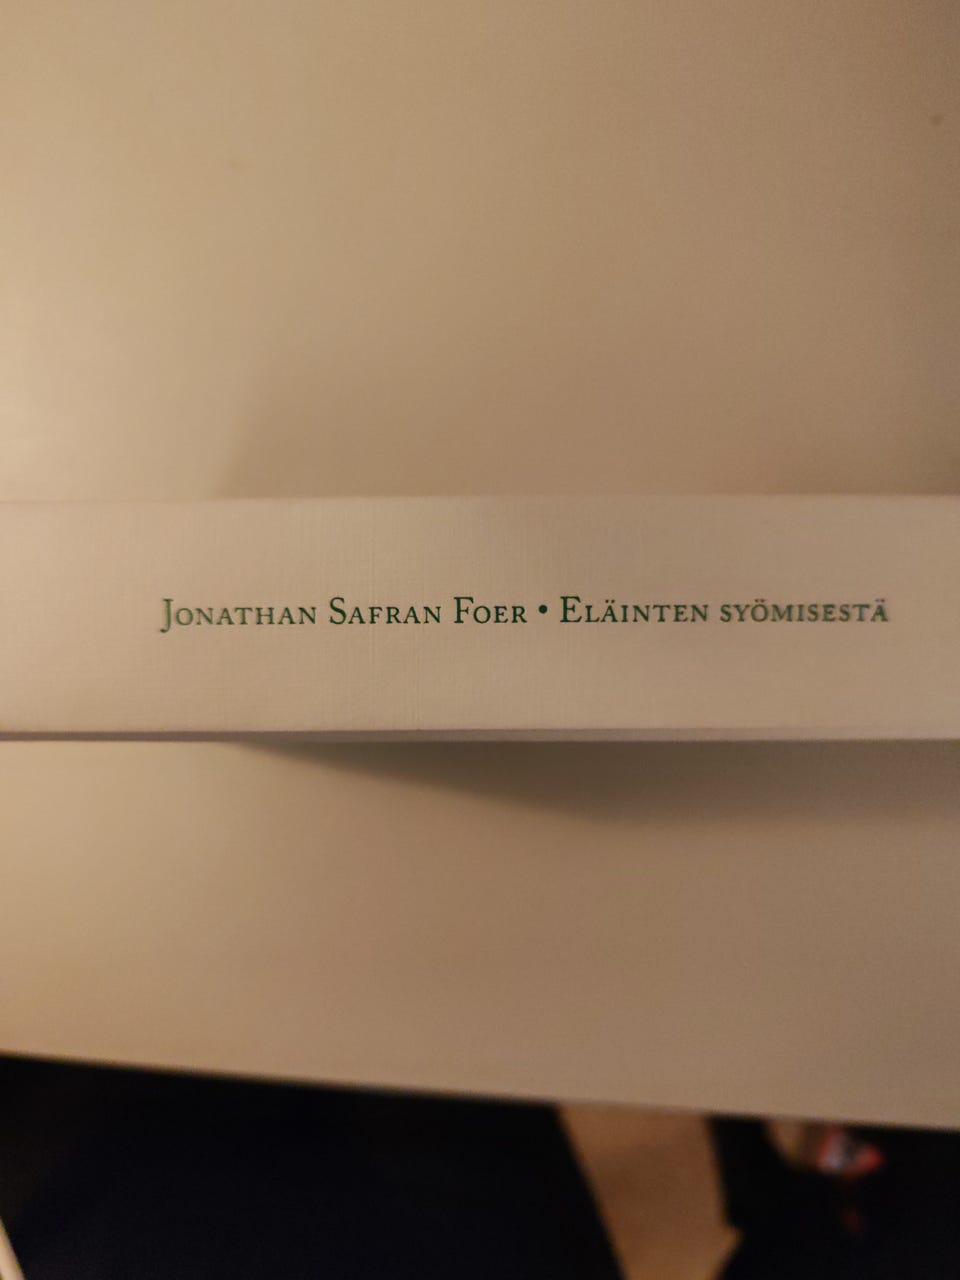 Jonathan Safran Foer • Eläinten syömisestä